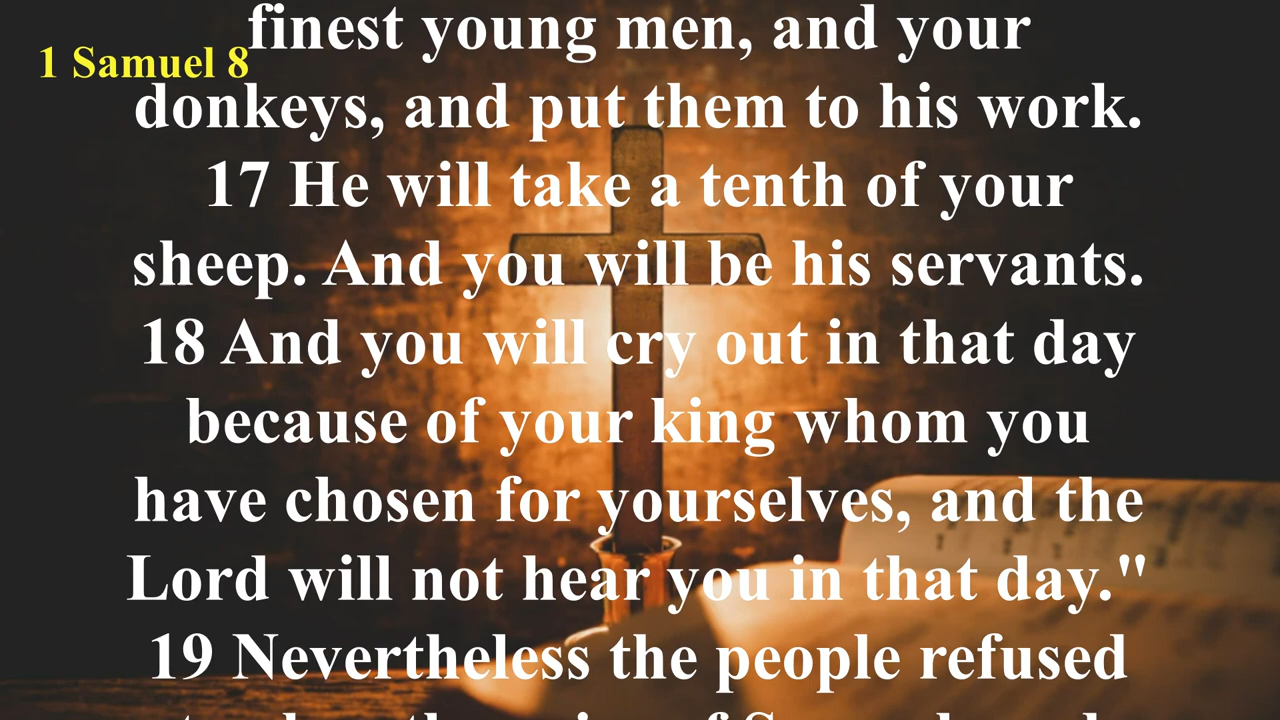 finest young men, and your
1 Samuel 8
donkeys, and put them to his work.
17 He will take a tenth of your
sheep. And you will be his servants.
18 And you will cry out in that day
because of your king whom you
have chosen for yourselves, and the
Lord will not hear you in that day."
19 Nevertheless the people refused